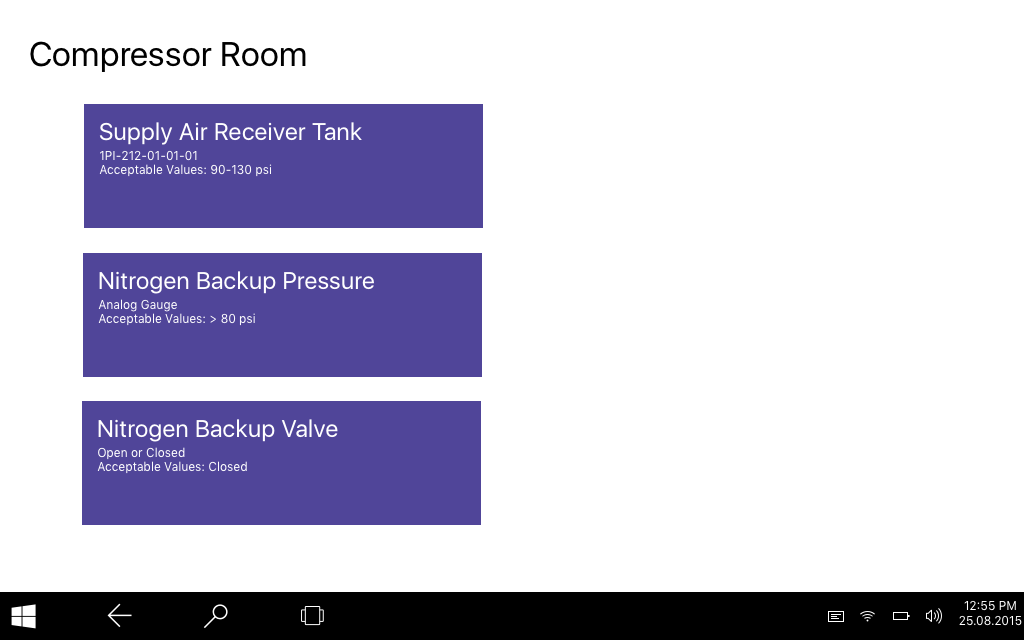 Compressor Room
Supply Air Receiver Tank
1PI-212-01-01-01
Acceptable Values: 90-130 psi
Nitrogen Backup Pressure
Analog Gauge
Acceptable Values: > 80 psi
Nitrogen Backup Valve
Open or Closed
Acceptable Values: Closed
12:55 PM
25.08.2015